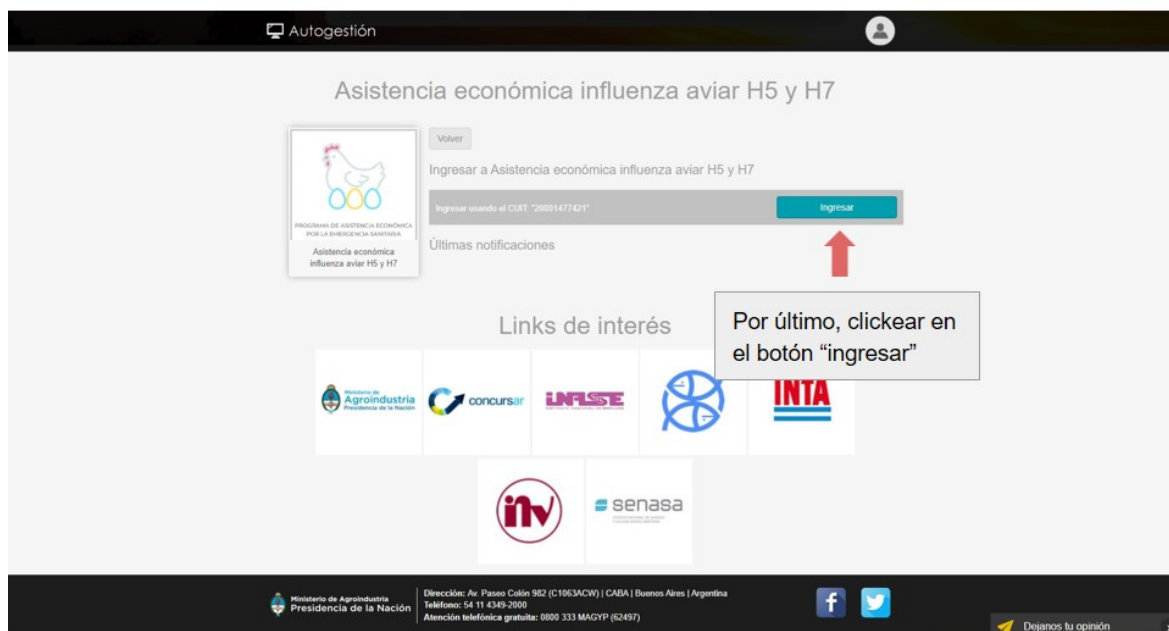 Autogestión
Asistencia económica influenza aviar H5 y H7
PROGRAMA DE ASISTENCIA ECONÓMICA
POR LA EMERGENCIA SANITARIA
Asistencia económica
influenza aviar H5 y H7
Volver
Ingresar a Asistencia económica influenza aviar H5 y H7
Ingresar usando el CUIT: "20001477421"
Ingresar
Últimas notificaciones
Por último, clickear en
el botón “ingresar”
Links de interés
Ministerio de
Agroindustria
Presidencia de la Nación
concursar
INASE
INTA
inv
senasa
Ministerio de Agroindustria
Presidencia de la Nación
Dirección: Av. Paseo Colón 982 (C1063ACW) | CABA | Buenos Aires | Argentina
Teléfono: 54 11 4349-2000
Atención telefónica gratuita: 0800 333 MAGYP (62497)
Dejanos tu opinión